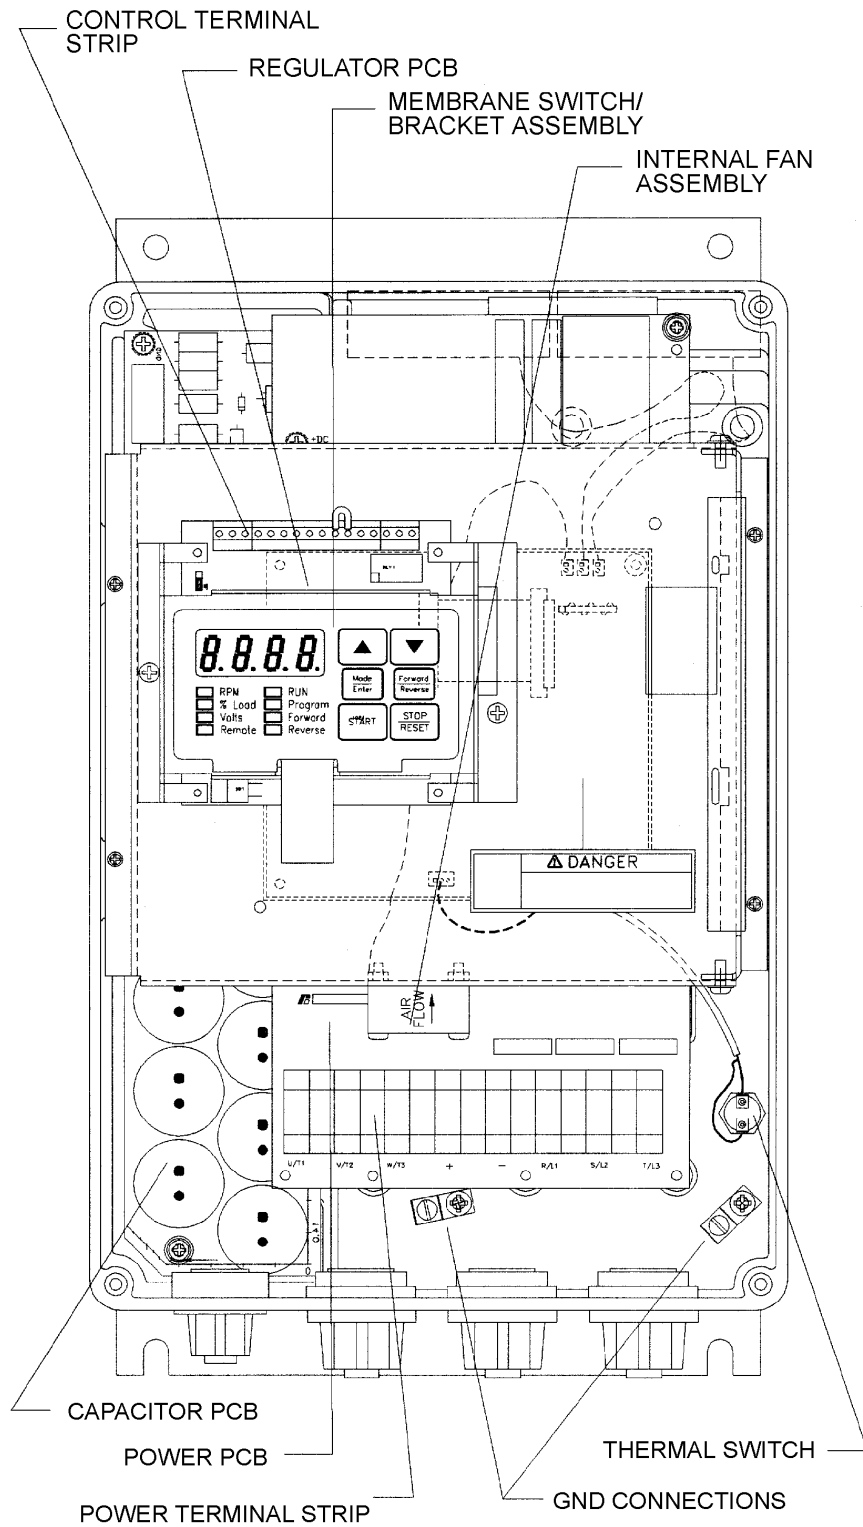 CONTROL TERMINAL
STRIP
REGULATOR PCB
MEMBRANE SWITCH/
BRACKET ASSEMBLY
INTERNAL FAN
ASSEMBLY
GND
+DC
8.8.8.8.
RPM
% Load
Volts
Remote
RUN
Program
Forward
Reverse
Mode
Enter
Forward
Reverse
START
STOP
RESET
⚠ DANGER
AIR
FLOW
U/T1
V/T2
W/T3
+
−
R/L1
S/L2
T/L3
CAPACITOR PCB
POWER PCB
POWER TERMINAL STRIP
THERMAL SWITCH
GND CONNECTIONS